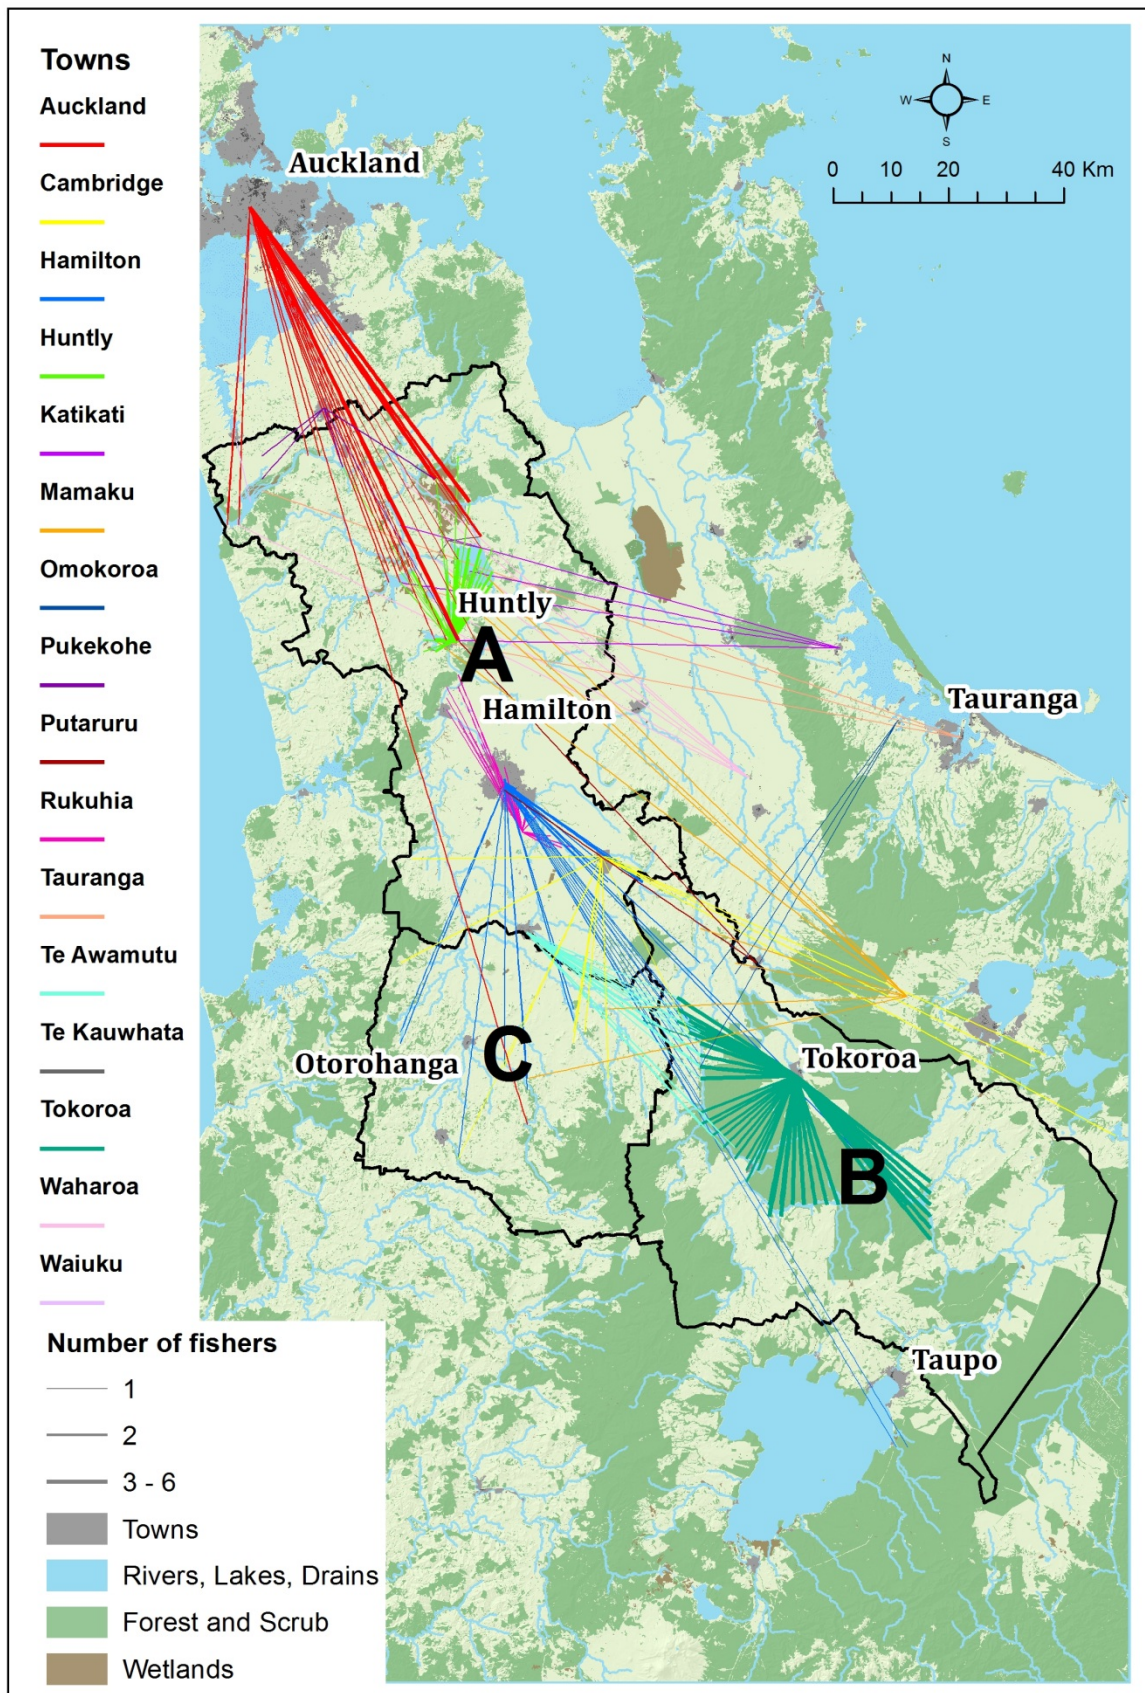 Towns
Auckland
Cambridge
Hamilton
Huntly
Katikati
Mamaku
Omokoroa
Pukekohe
Putaruru
Rukuhia
Tauranga
Te Awamutu
Te Kauwhata
Tokoroa
Waharoa
Waiuku
Number of fishers
1
2
3 - 6
Towns
Rivers, Lakes, Drains
Forest and Scrub
Wetlands
N
W E
S
0 10 20 40 Km
Auckland
Huntly
A
Hamilton
Tauranga
C
Otorohanga
Tokoroa
B
Taupo